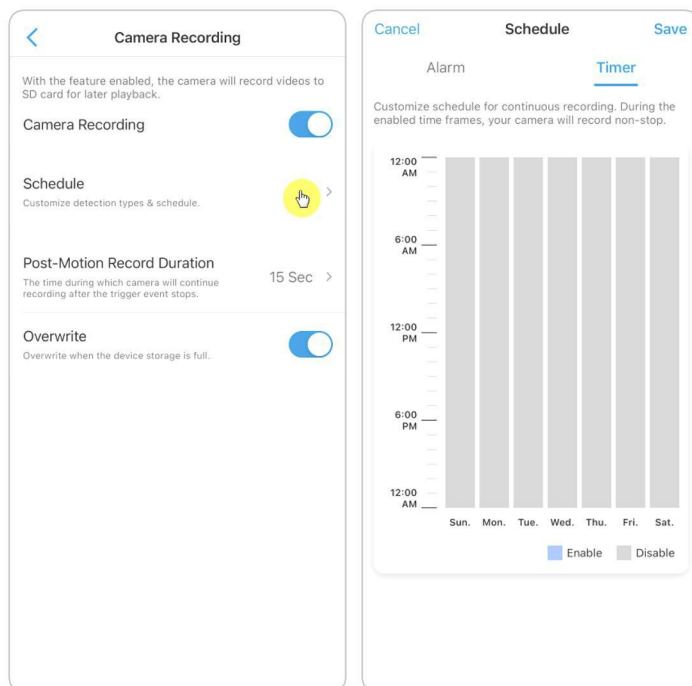 Camera Recording
With the feature enabled, the camera will record videos to
SD card for later playback.
Camera Recording
Schedule
Customize detection types & schedule.
Post-Motion Record Duration
15 Sec
The time during which camera will continue
recording after the trigger event stops.
Overwrite
Overwrite when the device storage is full.
Cancel
Schedule
Save
Alarm
Timer
Customize schedule for continuous recording. During the
enabled time frames, your camera will record non-stop.
12:00
AM
6:00
AM
12:00
PM
6:00
PM
12:00
AM
Sun. Mon. Tue. Wed. Thu. Fri. Sat.
Enable Disable